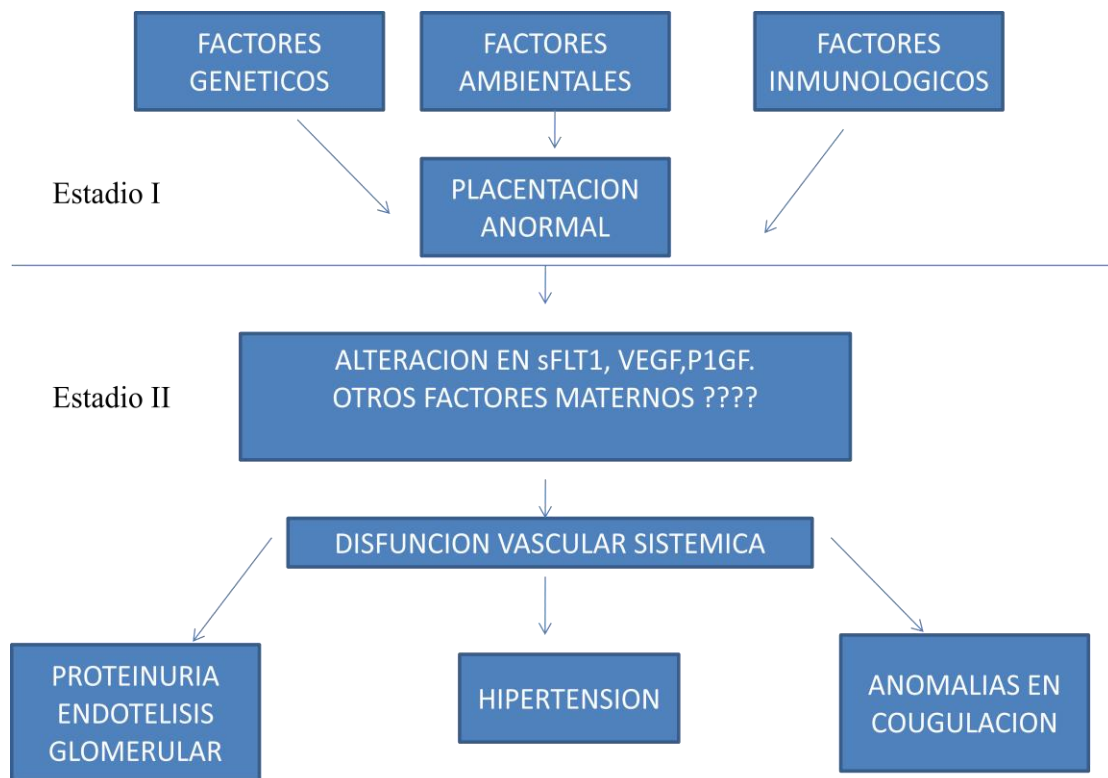 FACTORES
GENETICOS
FACTORES
AMBIENTALES
FACTORES
INMUNOLOGICOS
Estadio I
PLACENTACION
ANORMAL
Estadio II
ALTERACION EN sFLT1, VEGF,P1GF.
OTROS FACTORES MATERNOS ????
DISFUNCION VASCULAR SISTEMICA
PROTEINURIA
ENDOTELISIS
GLOMERULAR
HIPERTENSION
ANOMALIAS EN
COUGULACION